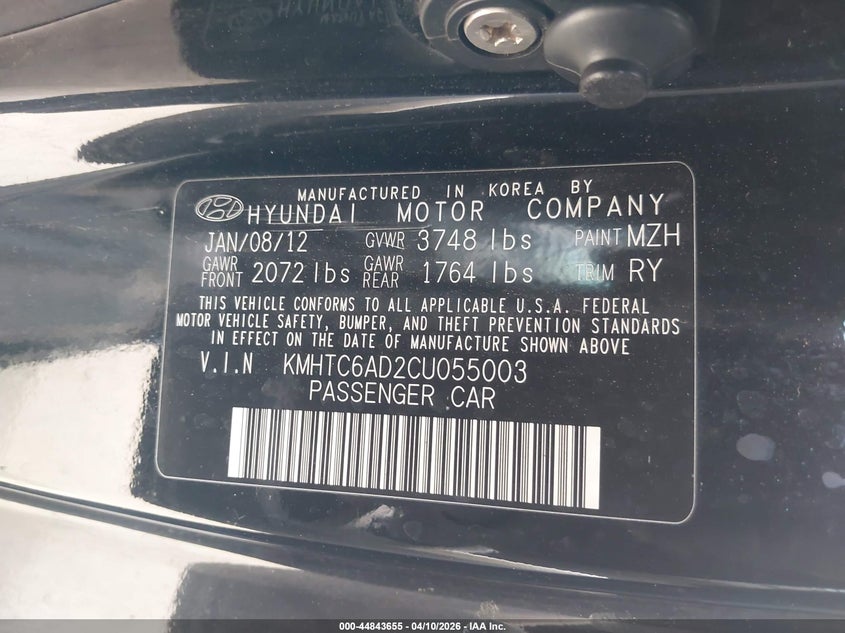 MANUFACTURED IN KOREA BY
HYUNDAI MOTOR COMPANY
JAN/08/12 GVWR 3748 lbs PAINT MZH
GAWR FRONT 2072 lbs GAWR REAR 1764 lbs TRIM RY
THIS VEHICLE CONFORMS TO ALL APPLICABLE U.S.A. FEDERAL
MOTOR VEHICLE SAFETY, BUMPER, AND THEFT PREVENTION STANDARDS
IN EFFECT ON THE DATE OF MANUFACTURE SHOWN ABOVE
V.I.N KMHTC6AD2CU055003
PASSENGER CAR
000-44843655 - 04/10/2026 - IAA Inc.